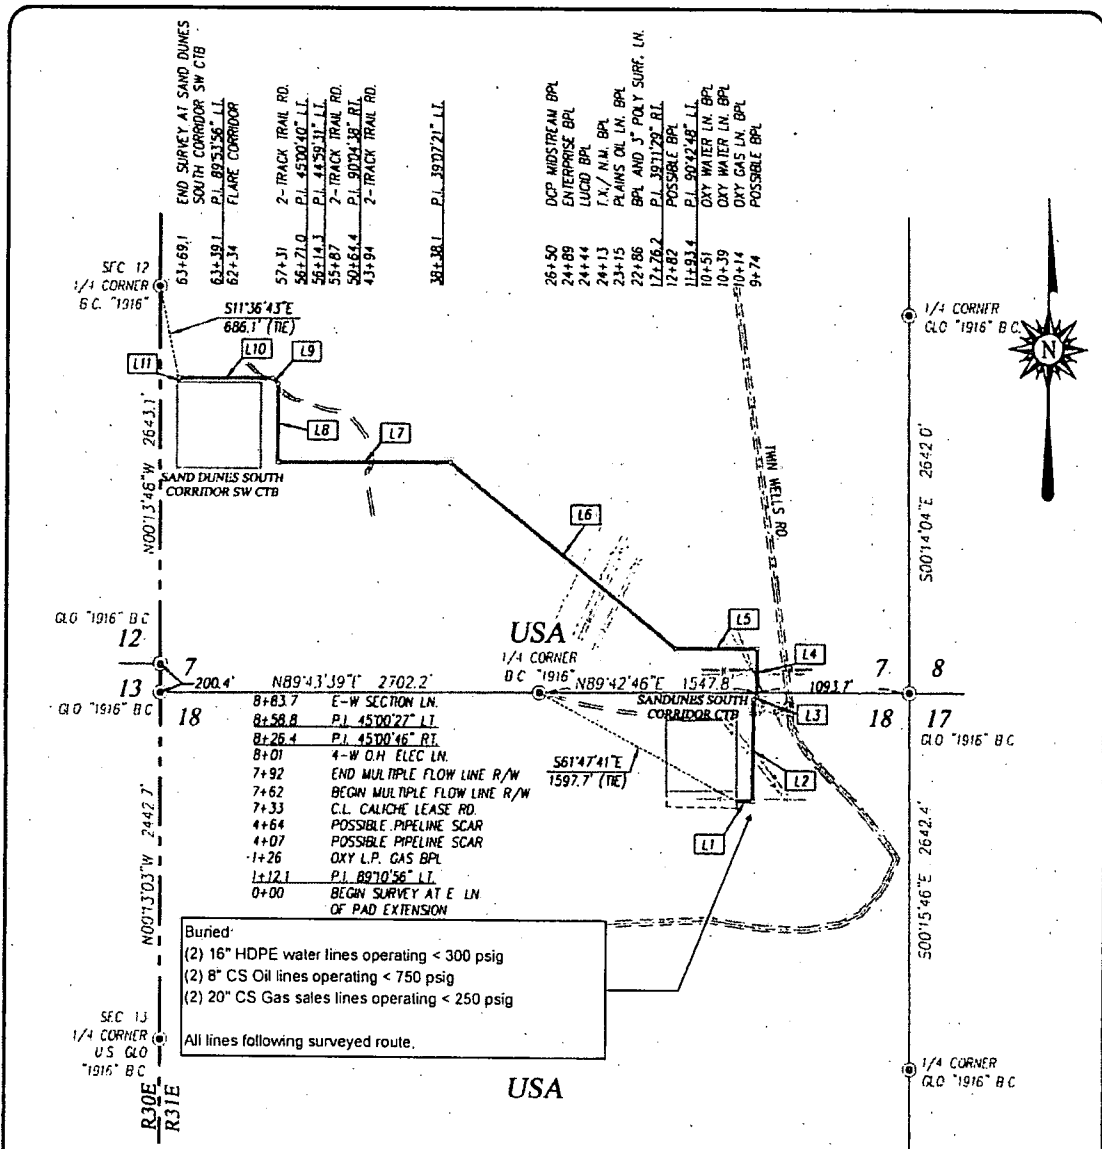 63+69.1 END SURVEY AT SAND DUNES
SOUTH CORRIDOR SW CTB
63+39.1 P.I. 89°53'56" LT.
62+34 FLARE CORRIDOR
57+31 2-TRACK TRAIL RD.
56+71.0 P.I. 45°00'40" LT.
56+14.3 P.I. 44°59'31" LT.
55+87 2-TRACK TRAIL RD.
50+64.4 P.I. 90°04'38" RT.
43+94 2-TRACK TRAIL RD.
38+38.1 P.I. 39°07'21" LT.
26+50 DCP MIDSTREAM BPL
24+89 ENTERPRISE BPL
24+44 LUCID BPL
24+13 T.X./ N.M. BPL
23+15 PLAINS OIL LN. BPL
22+86 BPL AND 3" POLY SURF. LN.
17+76.2 P.I. 39°11'29" RT.
12+82 POSSIBLE BPL
11+93.4 P.I. 90°42'48" LT.
10+51 OXY WATER LN. BPL
10+39 OXY WATER LN. BPL
10+14 OXY GAS LN. BPL
9+74 POSSIBLE BPL
SEC 12
1/4 CORNER
B.C. "1916"
S11°36'43"E
686.1' (TIE)
1/4 CORNER
GLO "1916" B.C.
N
L11
L10
L9
L8
L7
SAND DUNES SOUTH
CORRIDOR SW CTB
N00°13'46"W 2643.1'
TWIN WELLS RD.
S00°14'04"E 2642.0'
L6
L5
L4
GLO "1916" B C
12
7
USA
1/4 CORNER
B C "1916"
7
8
13
200.4'
N89°43'39"E 2702.2'
N89°42'46"E 1547.8'
1093.7'
GLO "1916" B C
18
SANDUNES SOUTH
CORRIDOR CTB
L3
18
17
GLO "1916" B C
8+83.7 E-W SECTION LN.
8+58.8 P.I. 45°00'27" LT.
8+26.4 P.I. 45°00'46" RT.
8+01 4-W O.H ELEC LN.
7+92 END MULTIPLE FLOW LINE R/W
7+62 BEGIN MULTIPLE FLOW LINE R/W
7+33 C.L. CALICHE LEASE RD.
4+64 POSSIBLE PIPELINE SCAR
4+07 POSSIBLE PIPELINE SCAR
1+26 OXY L.P. GAS BPL
1+12.1 P.I. 89°10'56" LT.
0+00 BEGIN SURVEY AT E LN
OF PAD EXTENSION
S61°47'41"E
1597.7' (TIE)
L2
L1
N00°13'03"W 2442.7'
S00°15'46"E 2642.4'
Buried
(2) 16" HDPE water lines operating < 300 psig
(2) 8" CS Oil lines operating < 750 psig
(2) 20" CS Gas sales lines operating < 250 psig
All lines following surveyed route.
SEC 13
1/4 CORNER
U S GLO
"1916" B C
1/4 CORNER
GLO "1916" B C
R30E
R31E
USA